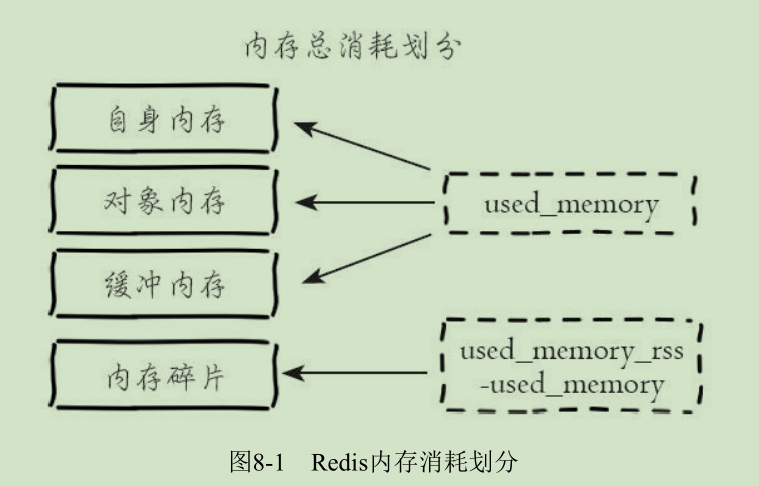 内存总消耗划分
自身内存
对象内存
used_memory
缓冲内存
used_memory_rss
-used_memory
内存碎片
图8-1 Redis内存消耗划分